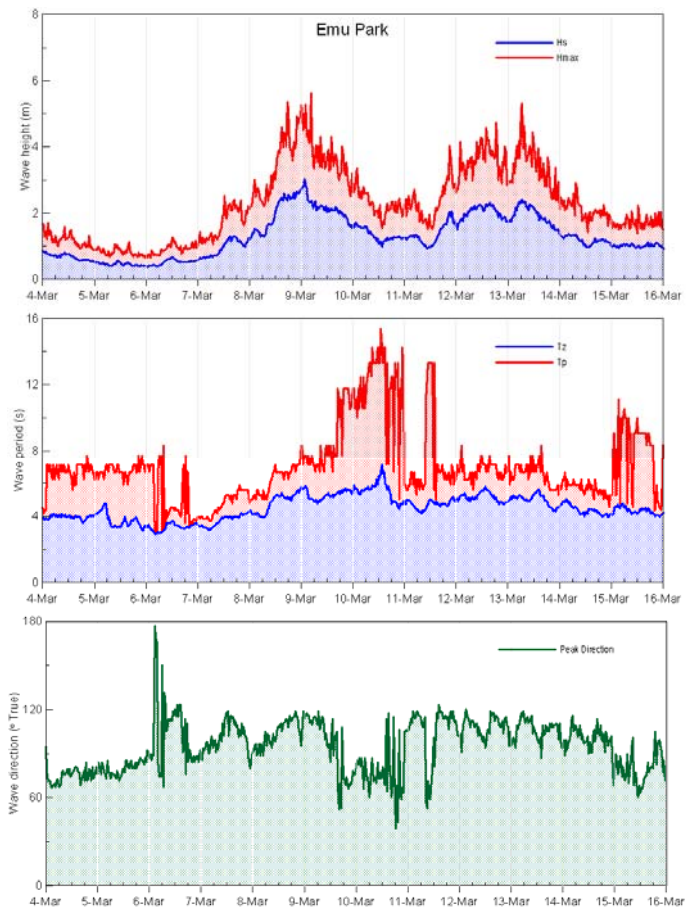 Emu Park
Hs
Hmax
Wave height (m)
8
6
4
2
0
4-Mar 5-Mar 6-Mar 7-Mar 8-Mar 9-Mar 10-Mar 11-Mar 12-Mar 13-Mar 14-Mar 15-Mar 16-Mar
Tz
Tp
Wave period (s)
16
12
8
4
0
4-Mar 5-Mar 6-Mar 7-Mar 8-Mar 9-Mar 10-Mar 11-Mar 12-Mar 13-Mar 14-Mar 15-Mar 16-Mar
Peak Direction
Wave direction (° True)
180
120
60
0
4-Mar 5-Mar 6-Mar 7-Mar 8-Mar 9-Mar 10-Mar 11-Mar 12-Mar 13-Mar 14-Mar 15-Mar 16-Mar